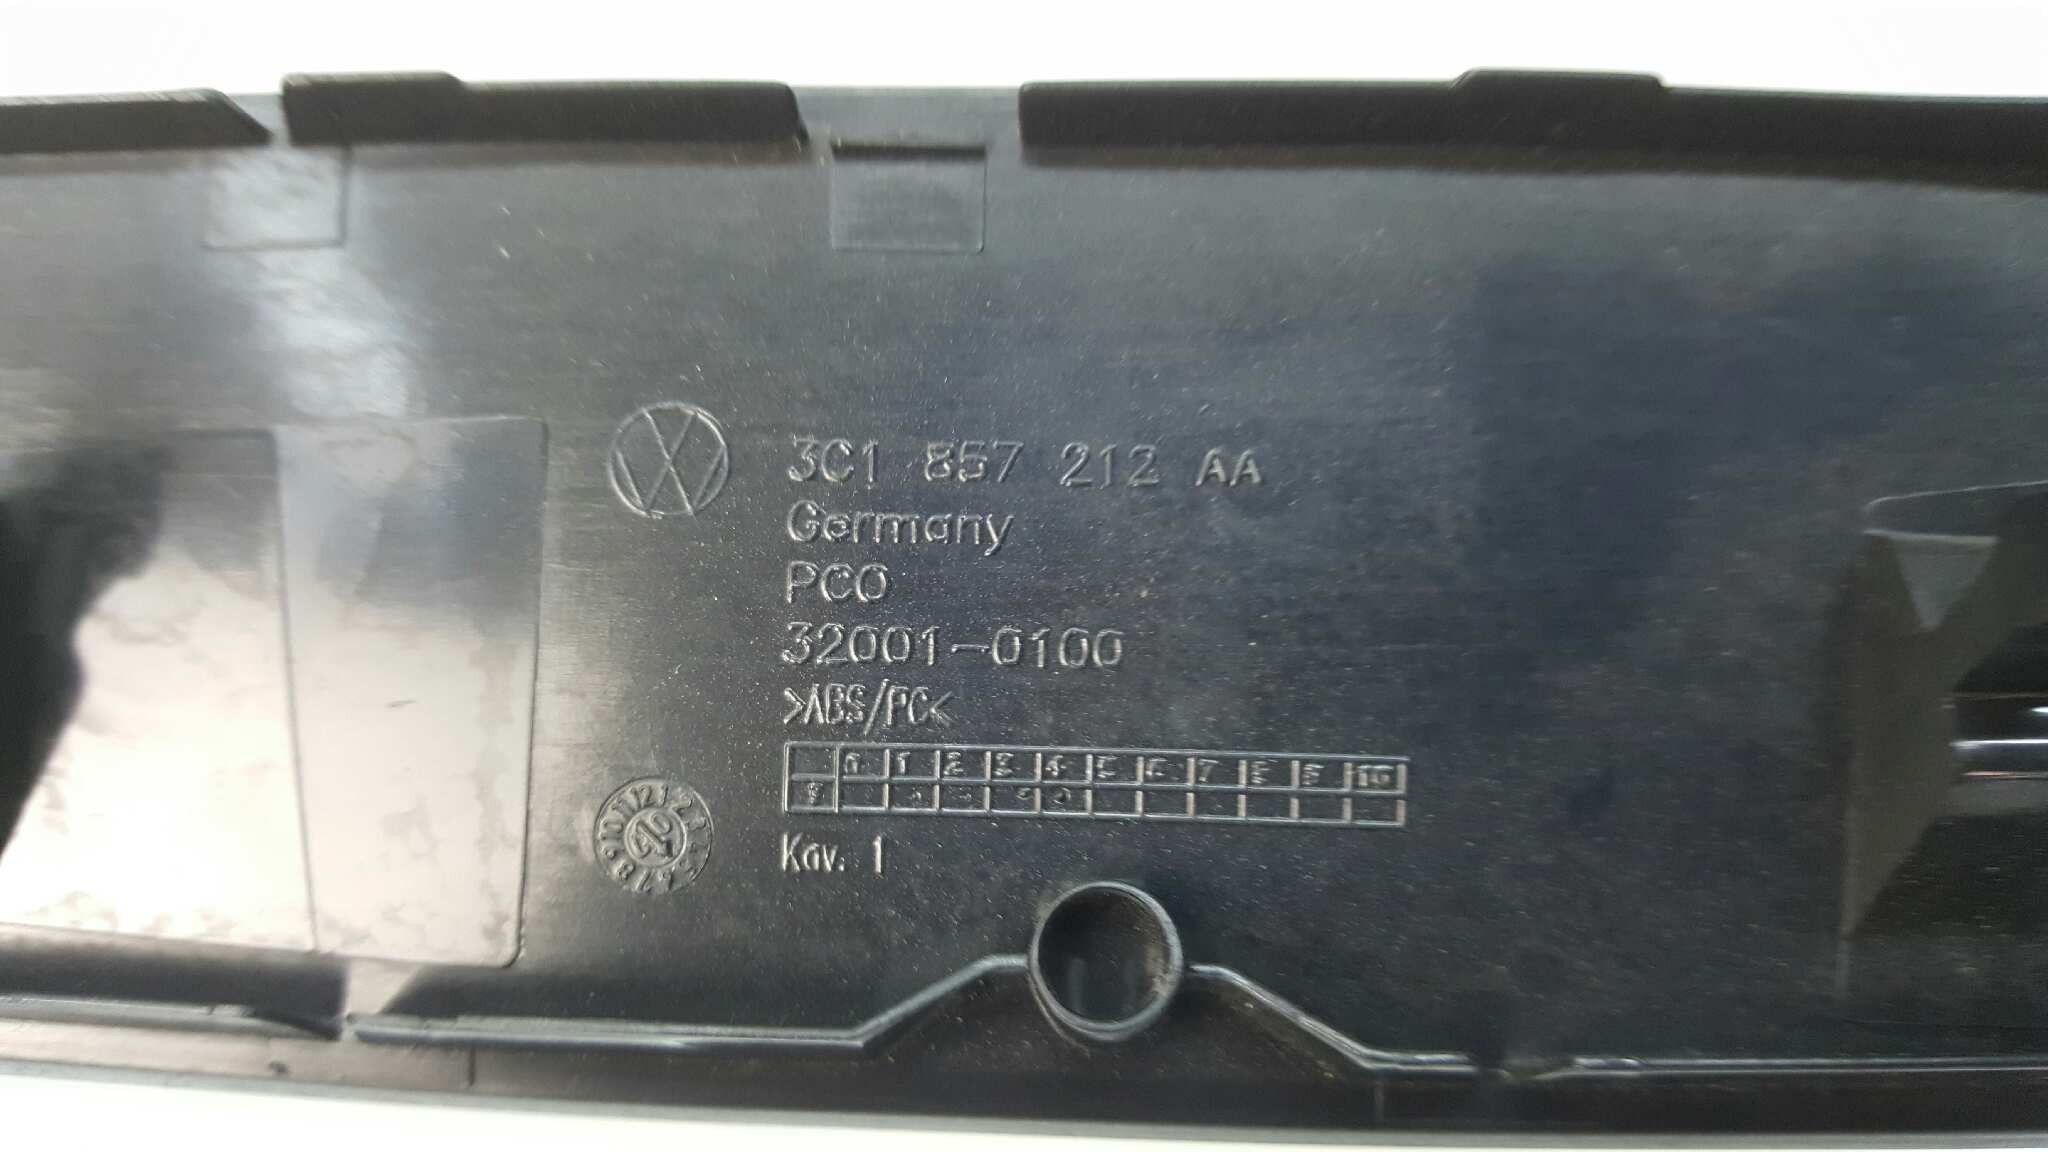 3C1 857 212 AA
Germany
PCO
32001-0100
>ABS/PC<
0 1 2 3 4 5 6 7 8 9 10
Kav. 1